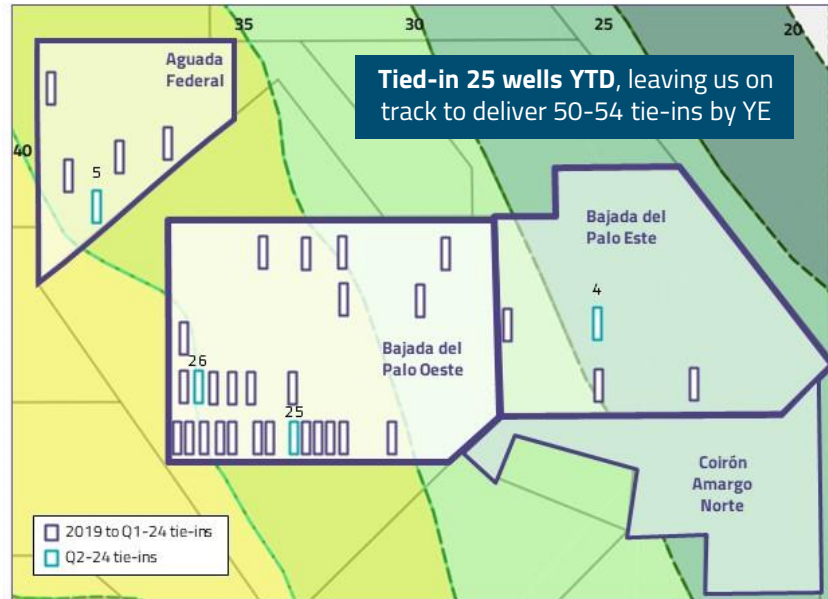 35
30
25
20
Aguada
Federal
Tied-in 25 wells YTD, leaving us on
track to deliver 50-54 tie-ins by YE
40
5
Bajada del
Palo Este
4
Bajada del
Palo Oeste
26
25
Coirón
Amargo
Norte
2019 to Q1-24 tie-ins
Q2-24 tie-ins